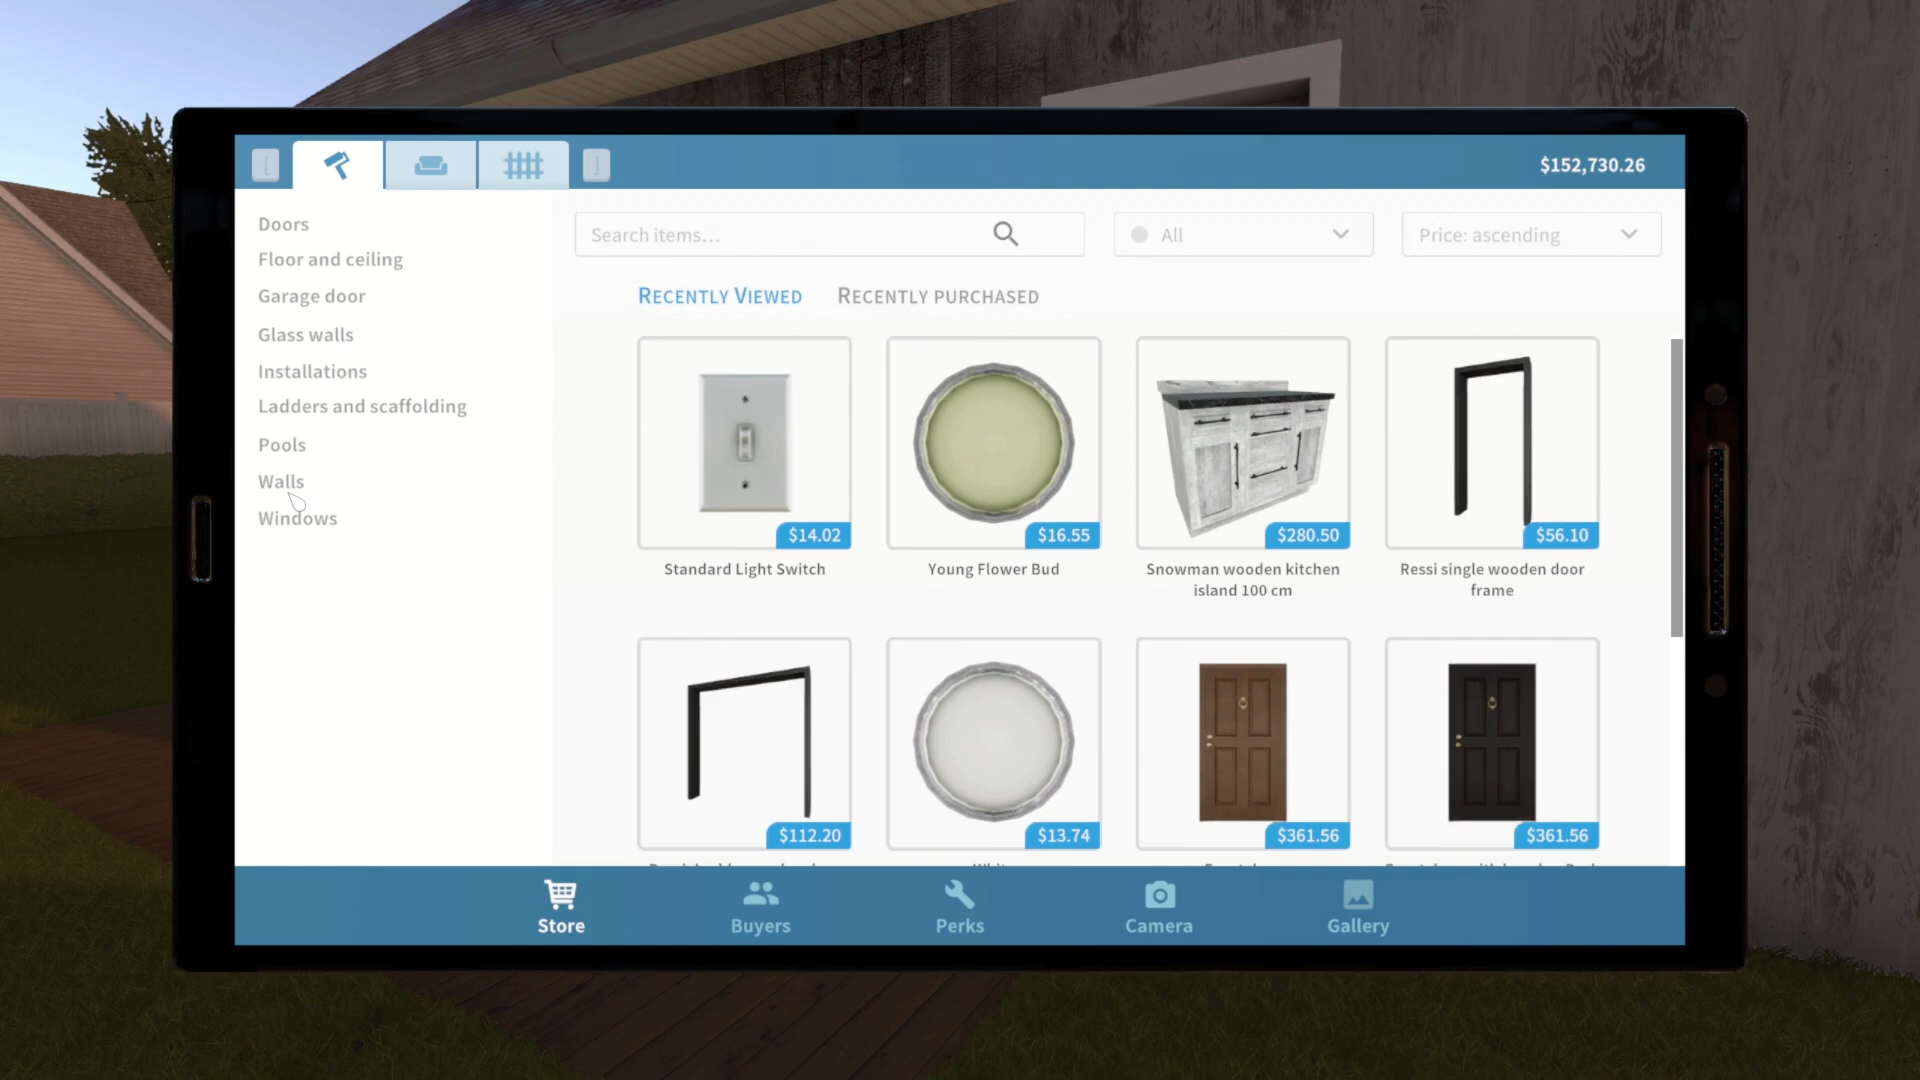 [
]
$152,730.26
Doors
Floor and ceiling
Garage door
Glass walls
Installations
Ladders and scaffolding
Pools
Walls
Windows
Search items...
All
Price: ascending
RECENTLY VIEWED
RECENTLY PURCHASED
$14.02
$16.55
$280.50
$56.10
Standard Light Switch
Young Flower Bud
Snowman wooden kitchen
island 100 cm
Ressi single wooden door
frame
$112.20
$13.74
$361.56
$361.56
Store
Buyers
Perks
Camera
Gallery